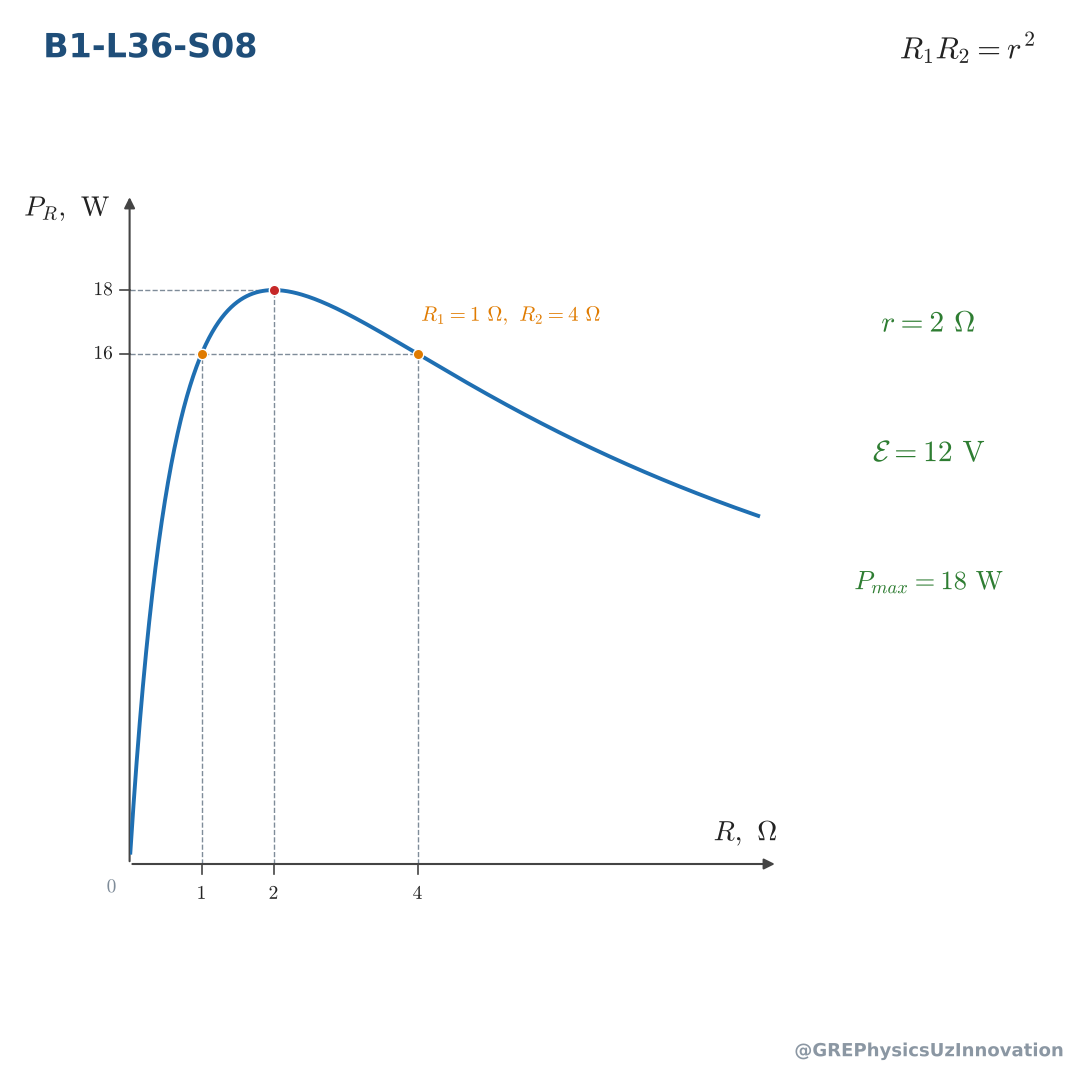 B1-L36-S08
R₁R₂ = r²
P_R, W
18
R₁ = 1 Ω, R₂ = 4 Ω
r = 2 Ω
16
ℰ = 12 V
P_max = 18 W
R, Ω
0
1
2
4
@GREPhysicsUzInnovation